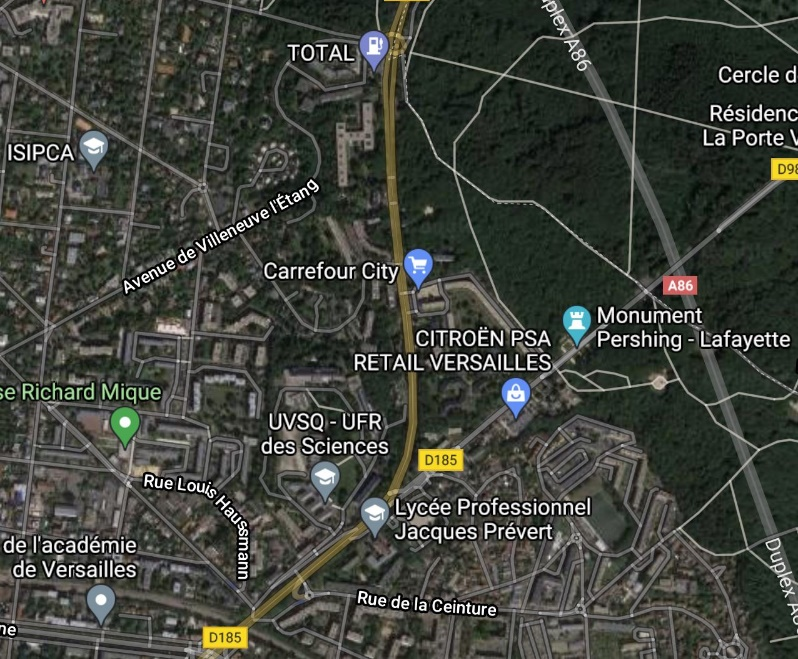 Duplex A86
TOTAL
Cercle d
Résidenc
La Porte V
ISIPCA
D98
Avenue de Villeneuve l'Étang
Carrefour City
A86
Monument
Pershing - Lafayette
CITROËN PSA
RETAIL VERSAILLES
se Richard Mique
UVSQ - UFR
des Sciences
D185
Rue Louis Haussmann
Lycée Professionnel
Jacques Prévert
de l'académie
de Versailles
Duplex A8
Rue de la Ceinture
ne
D185